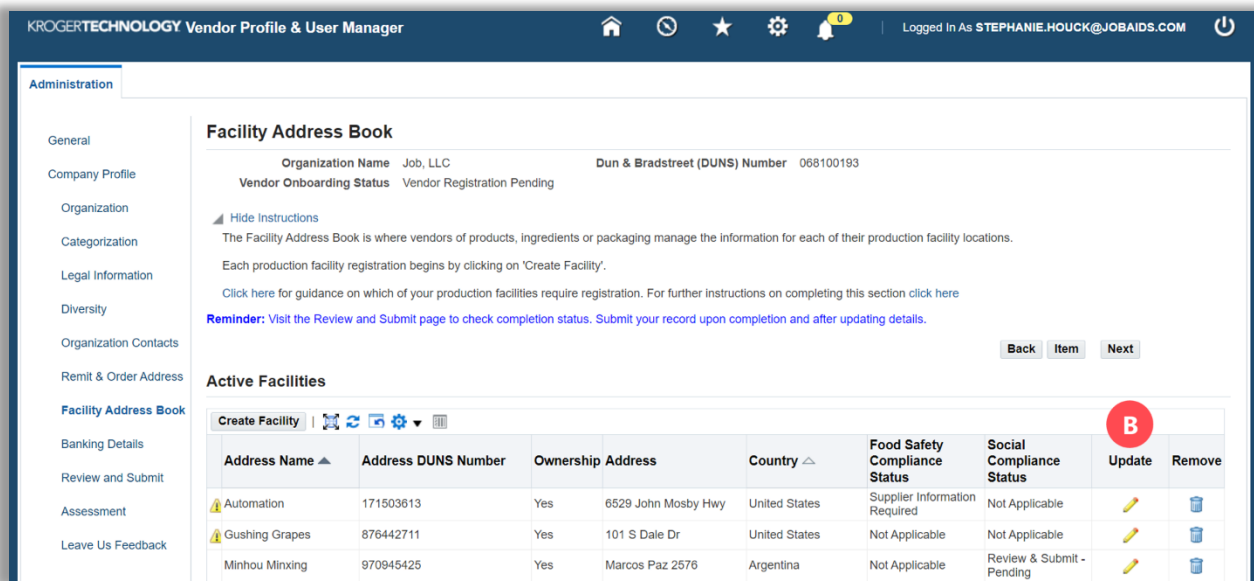 KROGERTECHNOLOGY. Vendor Profile & User Manager
0
Logged In As STEPHANIE.HOUCK@JOBAIDS.COM
Administration
General
Company Profile
Organization
Categorization
Legal Information
Diversity
Organization Contacts
Remit & Order Address
Facility Address Book
Banking Details
Review and Submit
Assessment
Leave Us Feedback
Facility Address Book
Organization Name Job, LLC Dun & Bradstreet (DUNS) Number 068100193
Vendor Onboarding Status Vendor Registration Pending
Hide Instructions
The Facility Address Book is where vendors of products, ingredients or packaging manage the information for each of their production facility locations.
Each production facility registration begins by clicking on 'Create Facility'.
Click here for guidance on which of your production facilities require registration. For further instructions on completing this section click here
Reminder: Visit the Review and Submit page to check completion status. Submit your record upon completion and after updating details.
Back Item Next
Active Facilities
Create Facility
B
Address Name Address DUNS Number Ownership Address Country Food Safety Compliance Status Social Compliance Status Update Remove
Automation 171503613 Yes 6529 John Mosby Hwy United States Supplier Information Required Not Applicable
Gushing Grapes 876442711 Yes 101 S Dale Dr United States Not Applicable Not Applicable
Minhou Minxing 970945425 Yes Marcos Paz 2576 Argentina Not Applicable Review & Submit - Pending